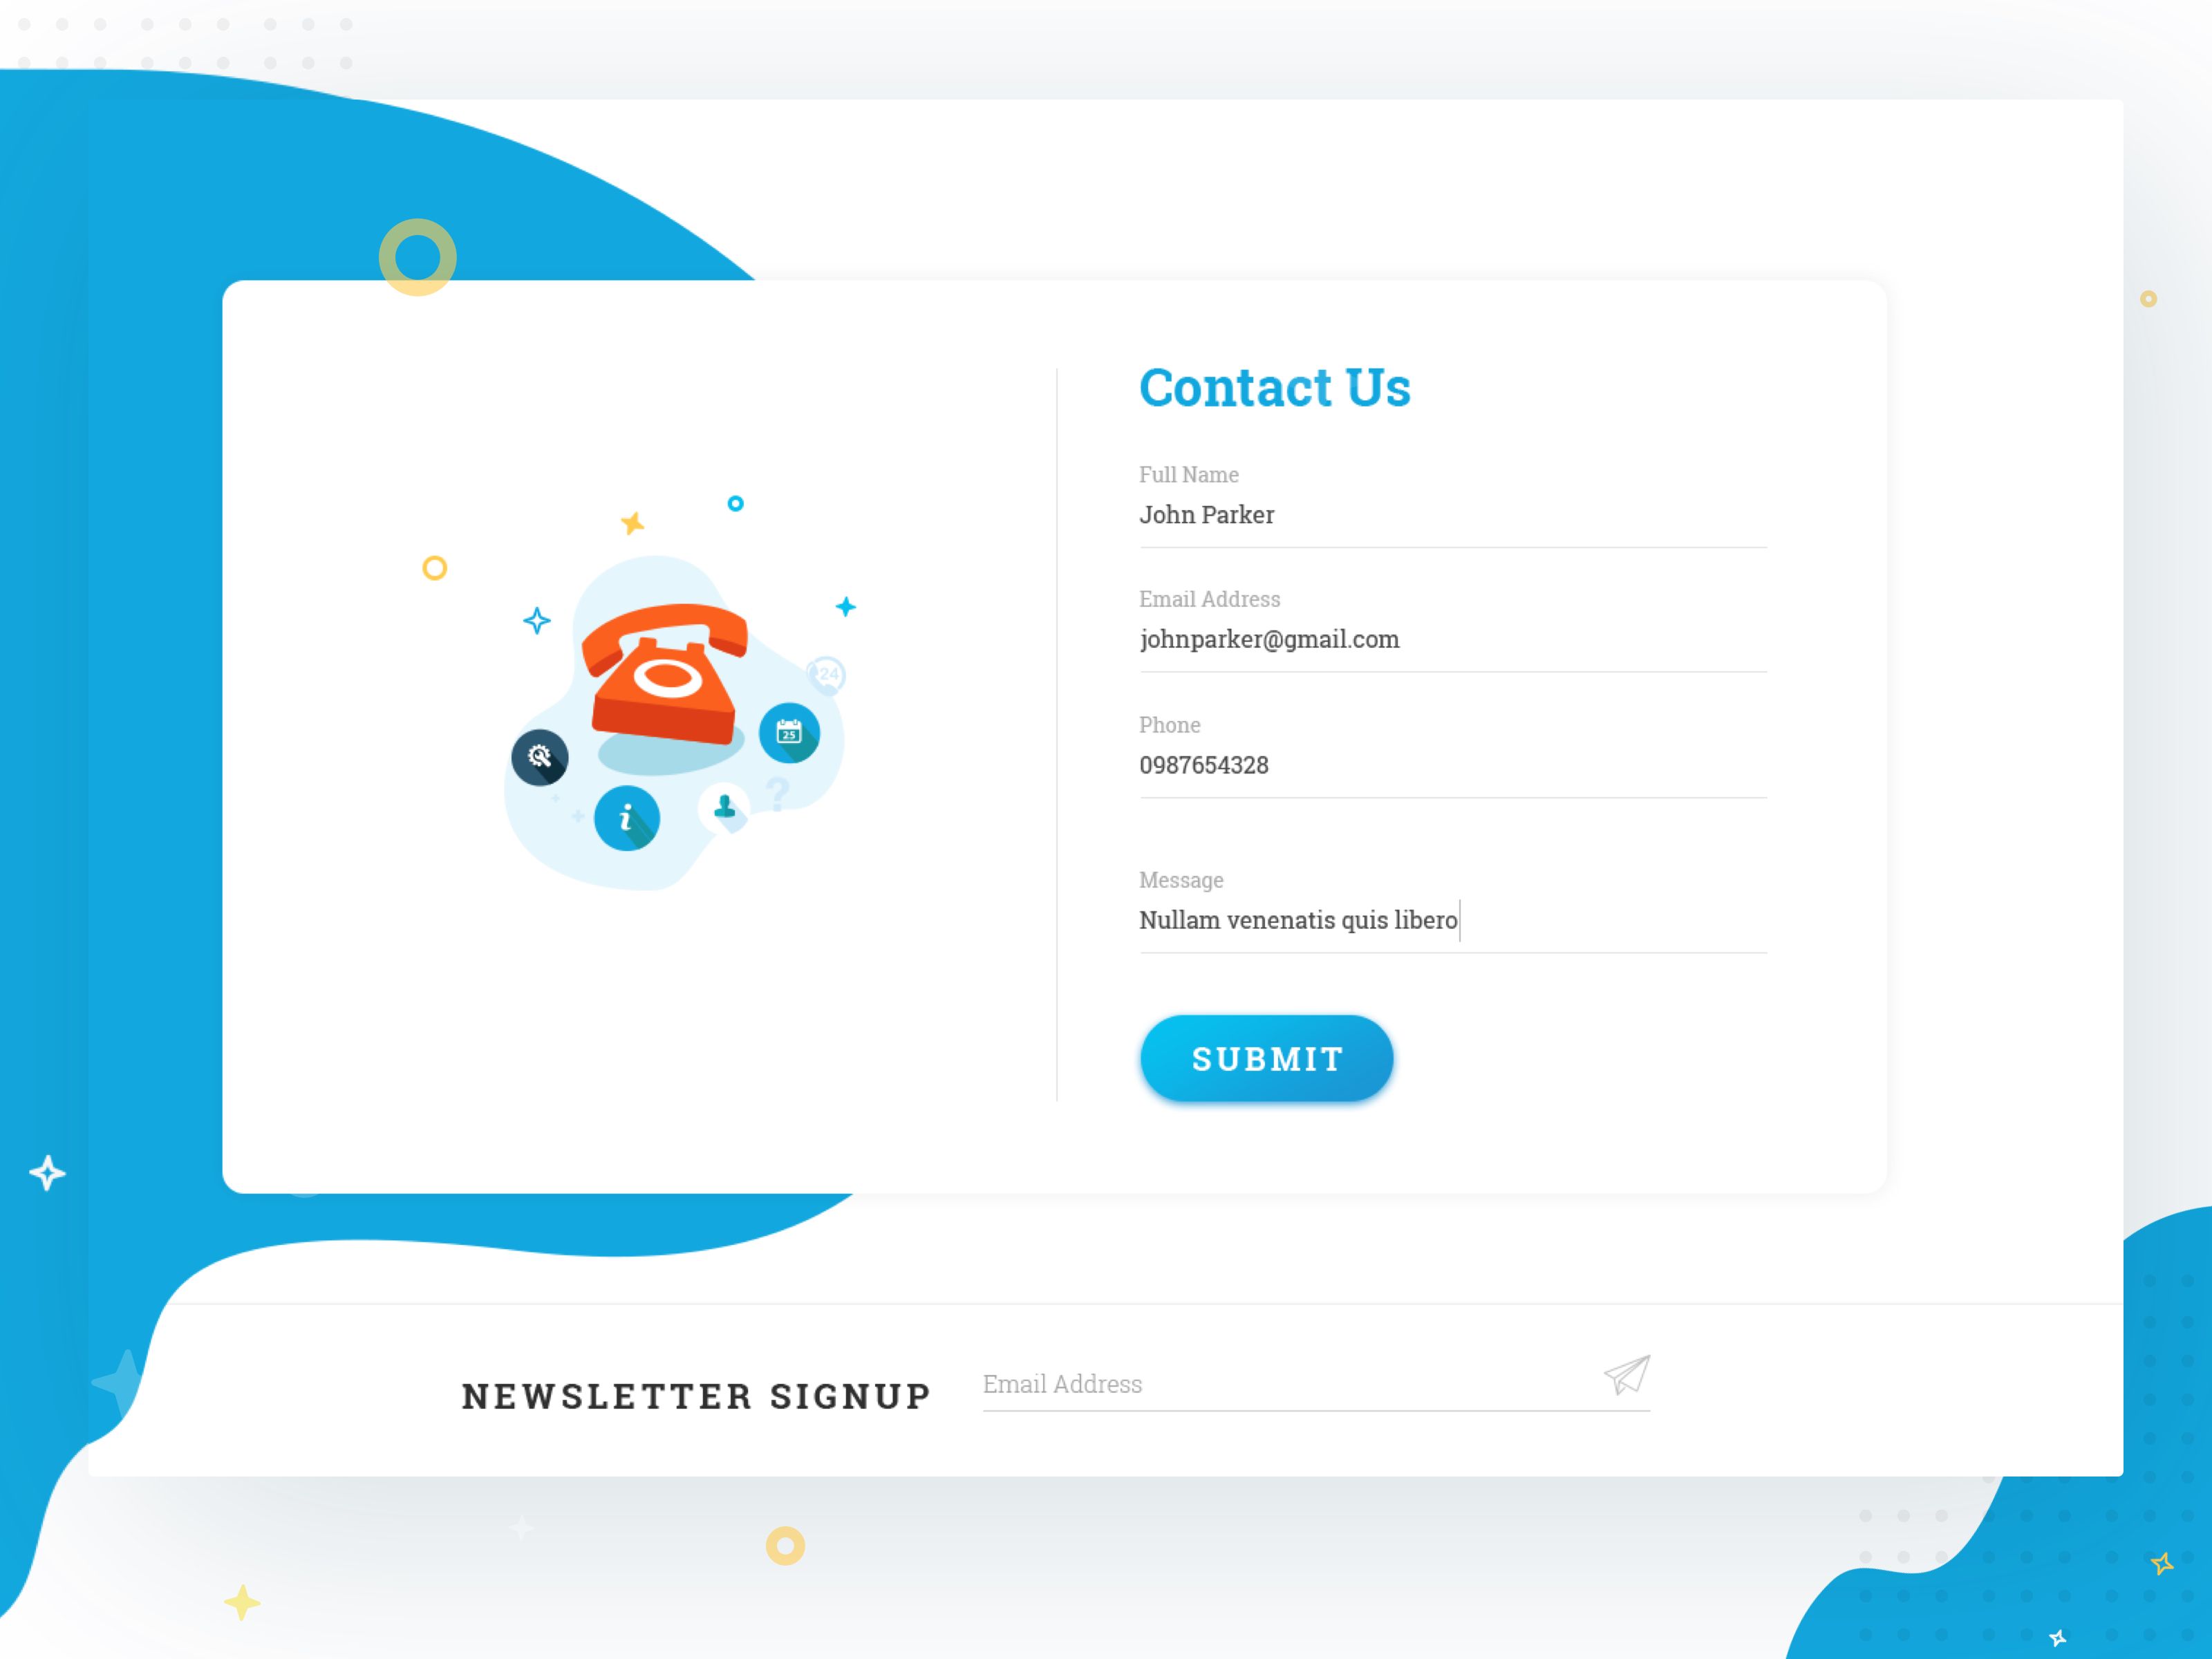 Contact Us
Full Name
John Parker
Email Address
johnparker@gmail.com
Phone
0987654328
Message
Nullam venenatis quis libero
SUBMIT
24
25
i
?
NEWSLETTER SIGNUP
Email Address